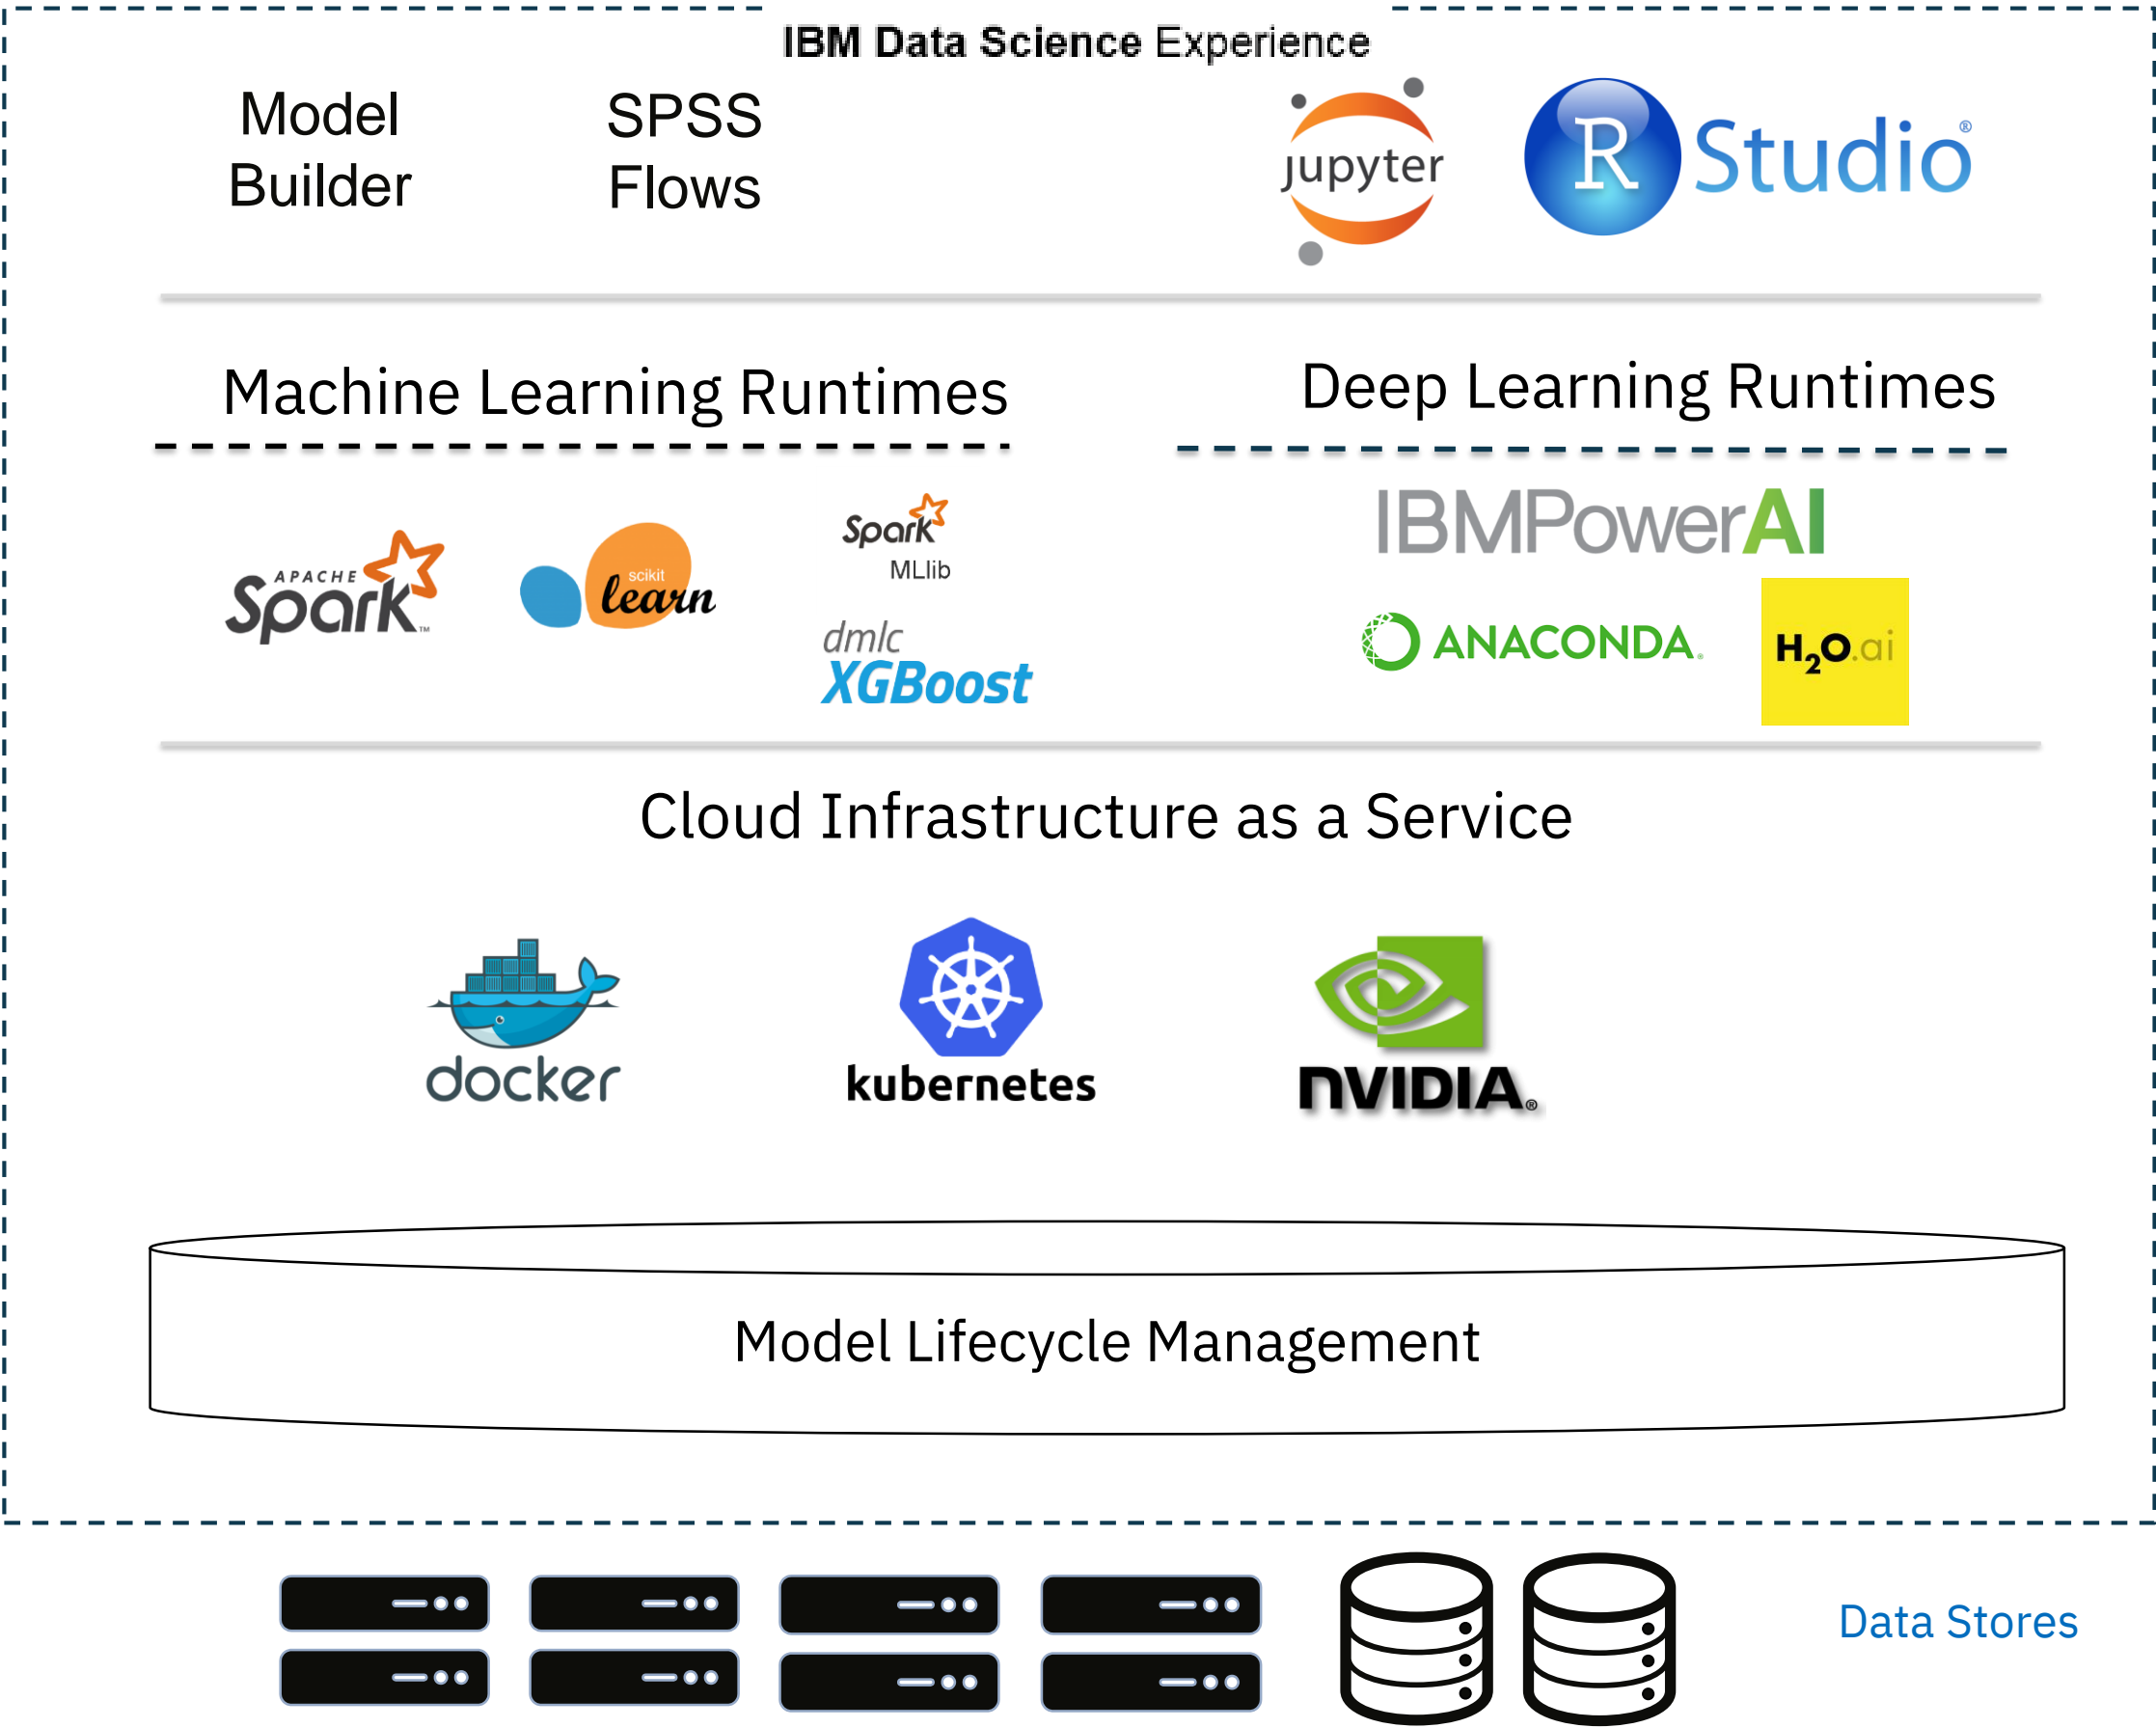 IBM Data Science Experience
Model
Builder
SPSS
Flows
jupyter
R Studio®
Machine Learning Runtimes
Deep Learning Runtimes
APACHE
Spark™
scikit
learn
Spark
MLlib
dmlc
XGBoost
IBMPowerAI
ANACONDA®
H2O.ai
Cloud Infrastructure as a Service
docker
kubernetes
NVIDIA®
Model Lifecycle Management
Data Stores